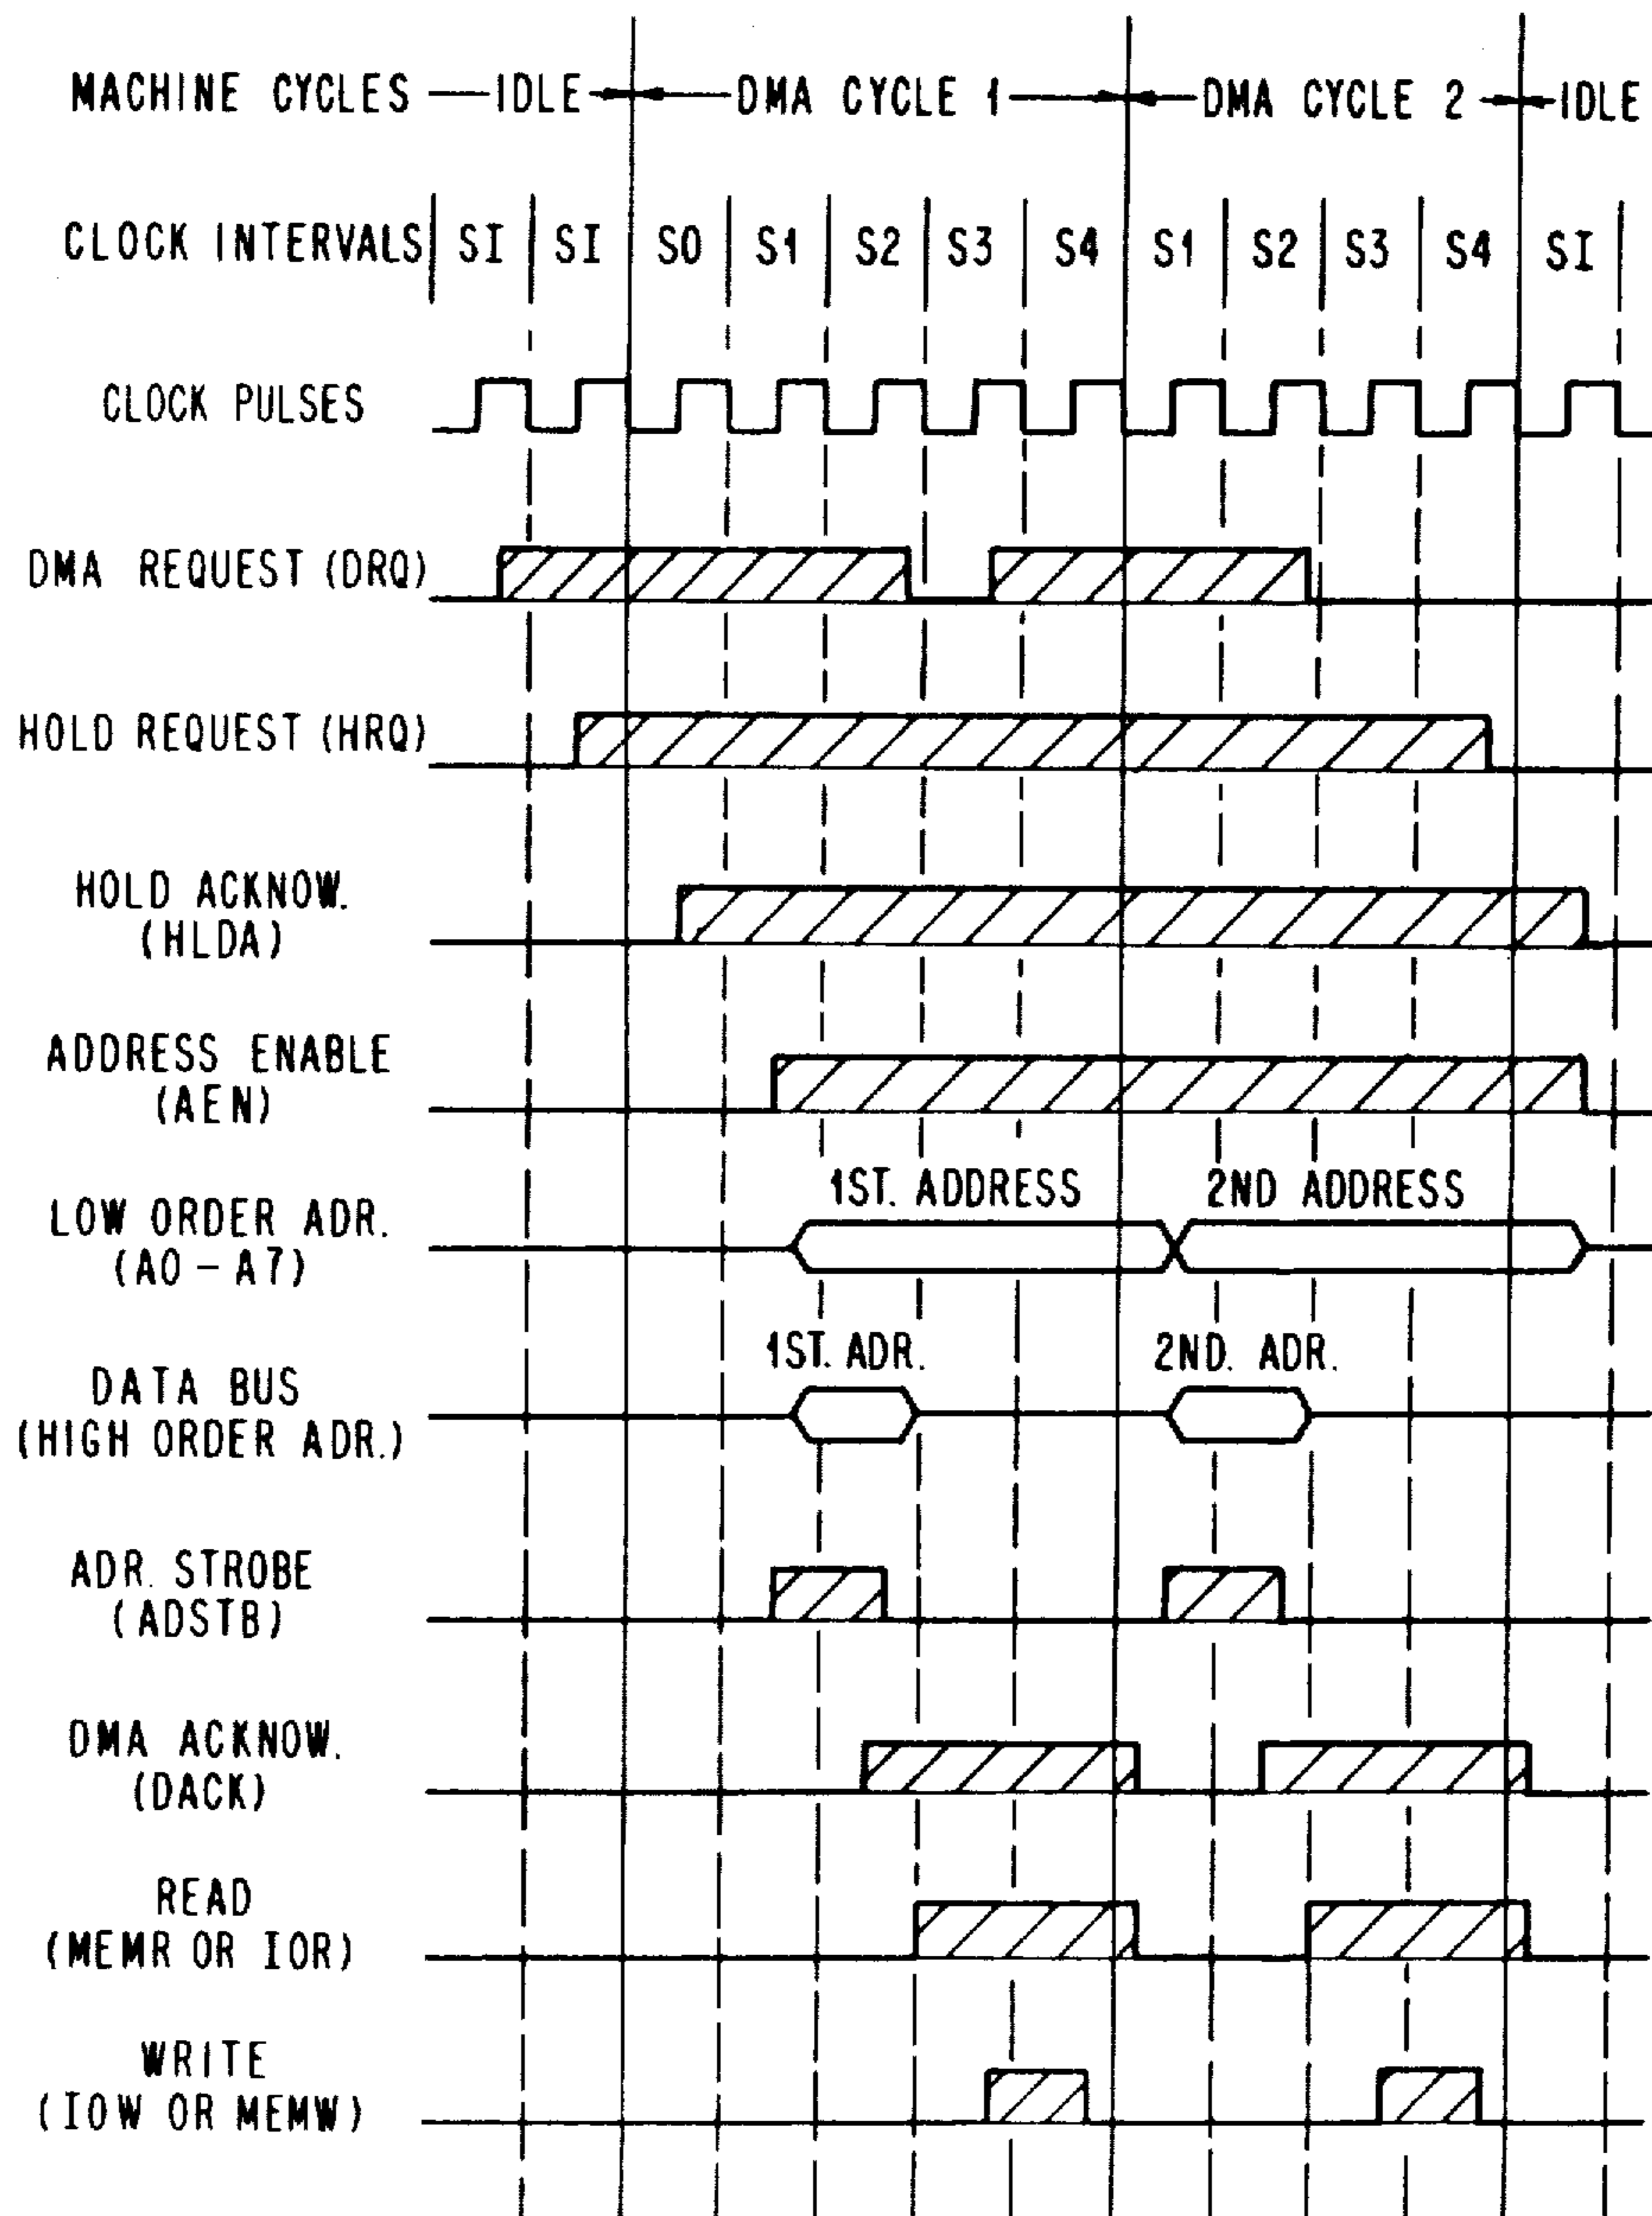 MACHINE CYCLES IDLE DMA CYCLE 1 DMA CYCLE 2 IDLE
CLOCK INTERVALS SI SI S0 S1 S2 S3 S4 S1 S2 S3 S4 SI
CLOCK PULSES
DMA REQUEST (DRQ)
HOLD REQUEST (HRQ)
HOLD ACKNOW.
(HLDA)
ADDRESS ENABLE
(AEN)
1ST. ADDRESS 2ND ADDRESS
LOW ORDER ADR.
(A0 – A7)
1ST. ADR. 2ND. ADR.
DATA BUS
(HIGH ORDER ADR.)
ADR. STROBE
(ADSTB)
DMA ACKNOW.
(DACK)
READ
(MEMR OR IOR)
WRITE
(IOW OR MEMW)